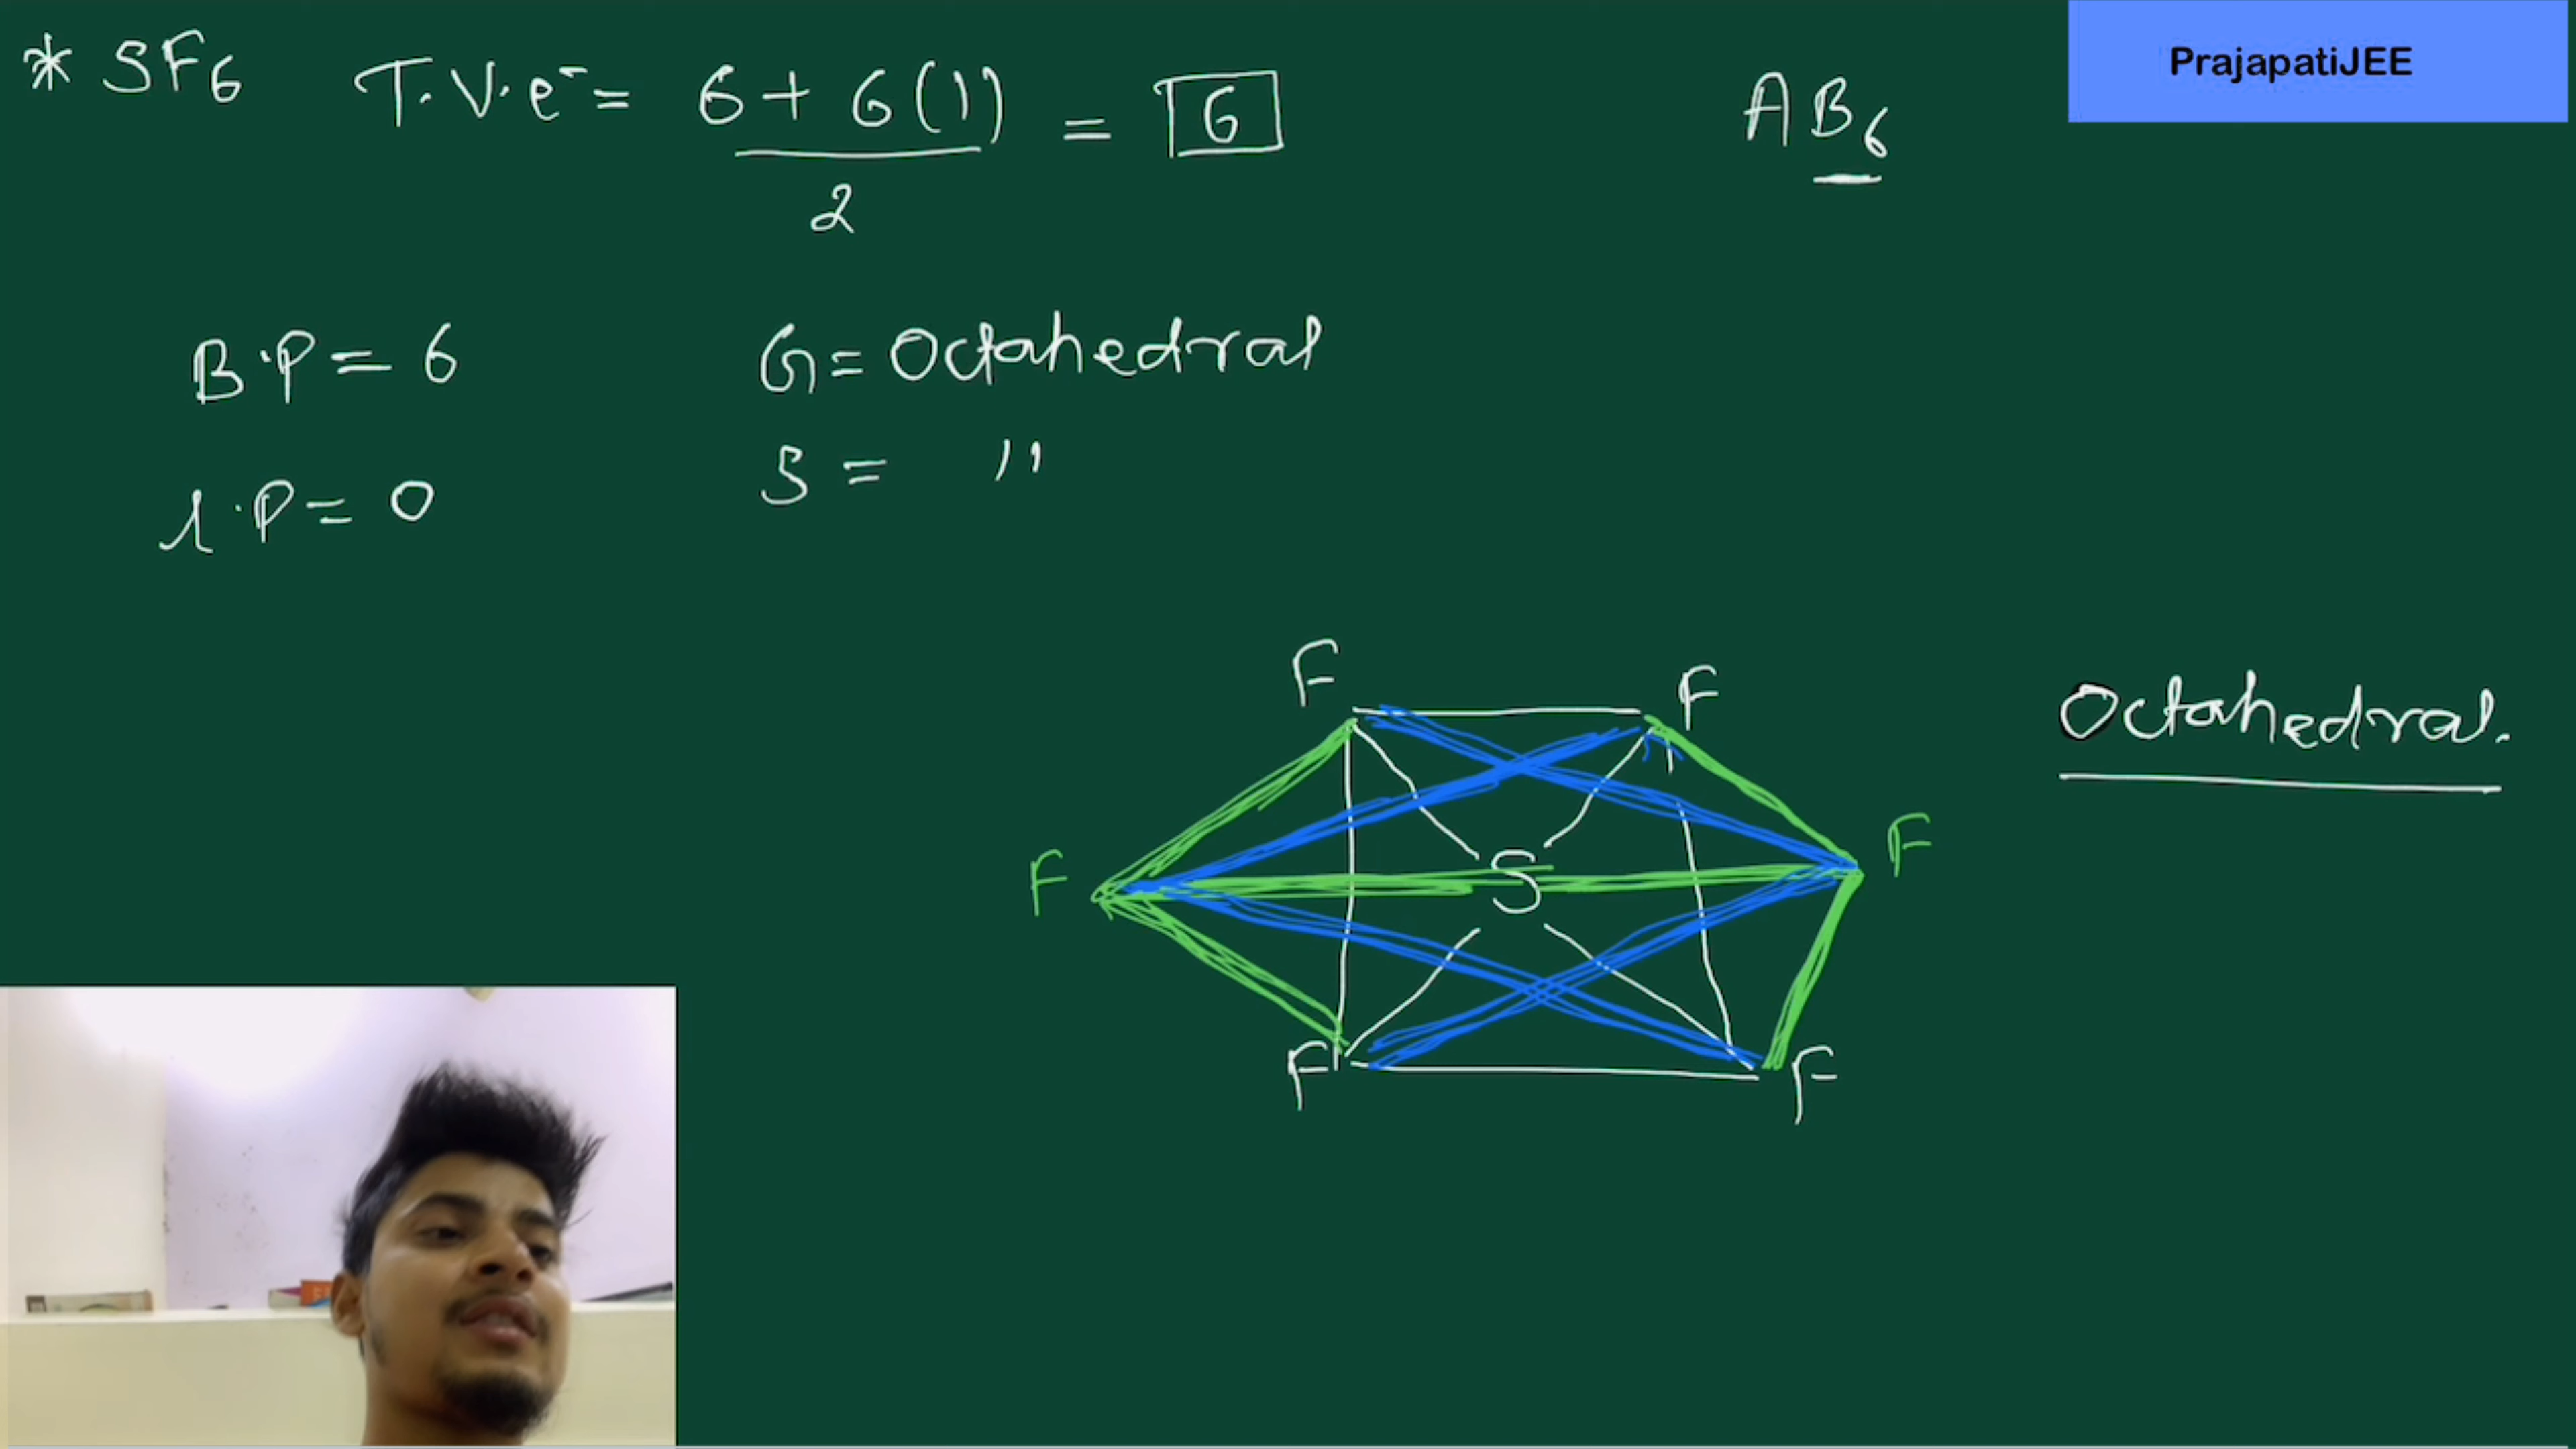 * SF₆ T.V.e⁻ = 6 + 6(1) / 2 = 6
AB₆
PrajapatiJEE
B.P = 6
G = Octahedral
l.P = 0
S = ''
F F
Octahedral.
F S F
F F